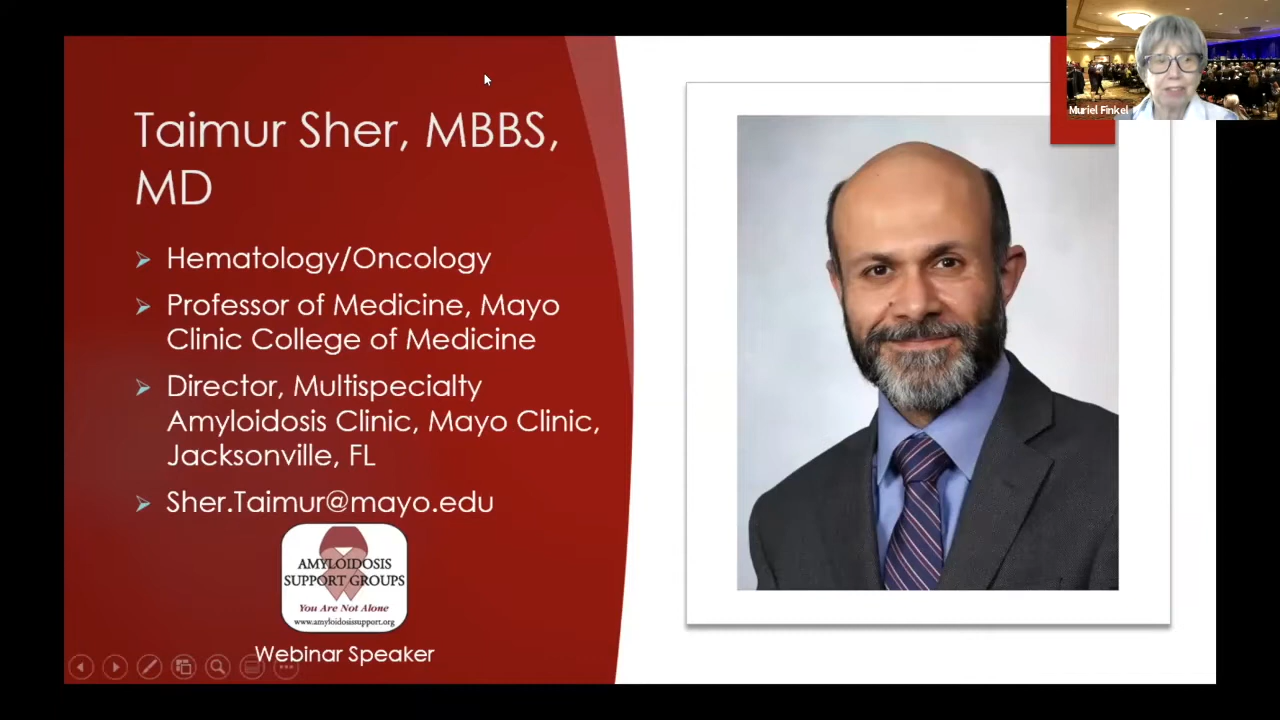 Taimur Sher, MBBS,
MD
Hematology/Oncology
Professor of Medicine, Mayo
Clinic College of Medicine
Director, Multispecialty
Amyloidosis Clinic, Mayo Clinic,
Jacksonville, FL
Sher.Taimur@mayo.edu
AMYLOIDOSIS
SUPPORT GROUPS
You Are Not Alone
www.amyloidosissupport.org
Webinar Speaker
Muriel Finkel